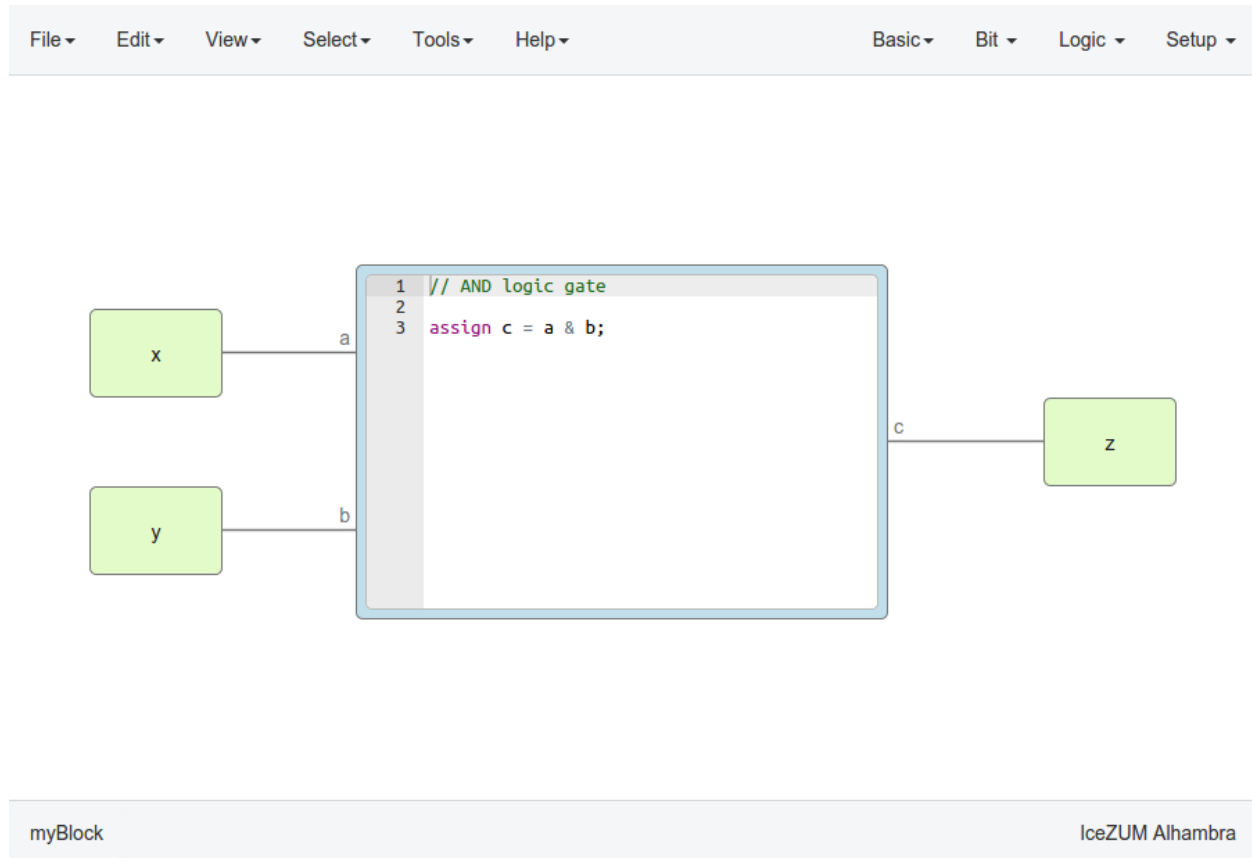 File Edit View Select Tools Help Basic Bit Logic Setup
1 // AND logic gate
2
3 assign c = a & b;
x a
c z
y b
myBlock IceZUM Alhambra